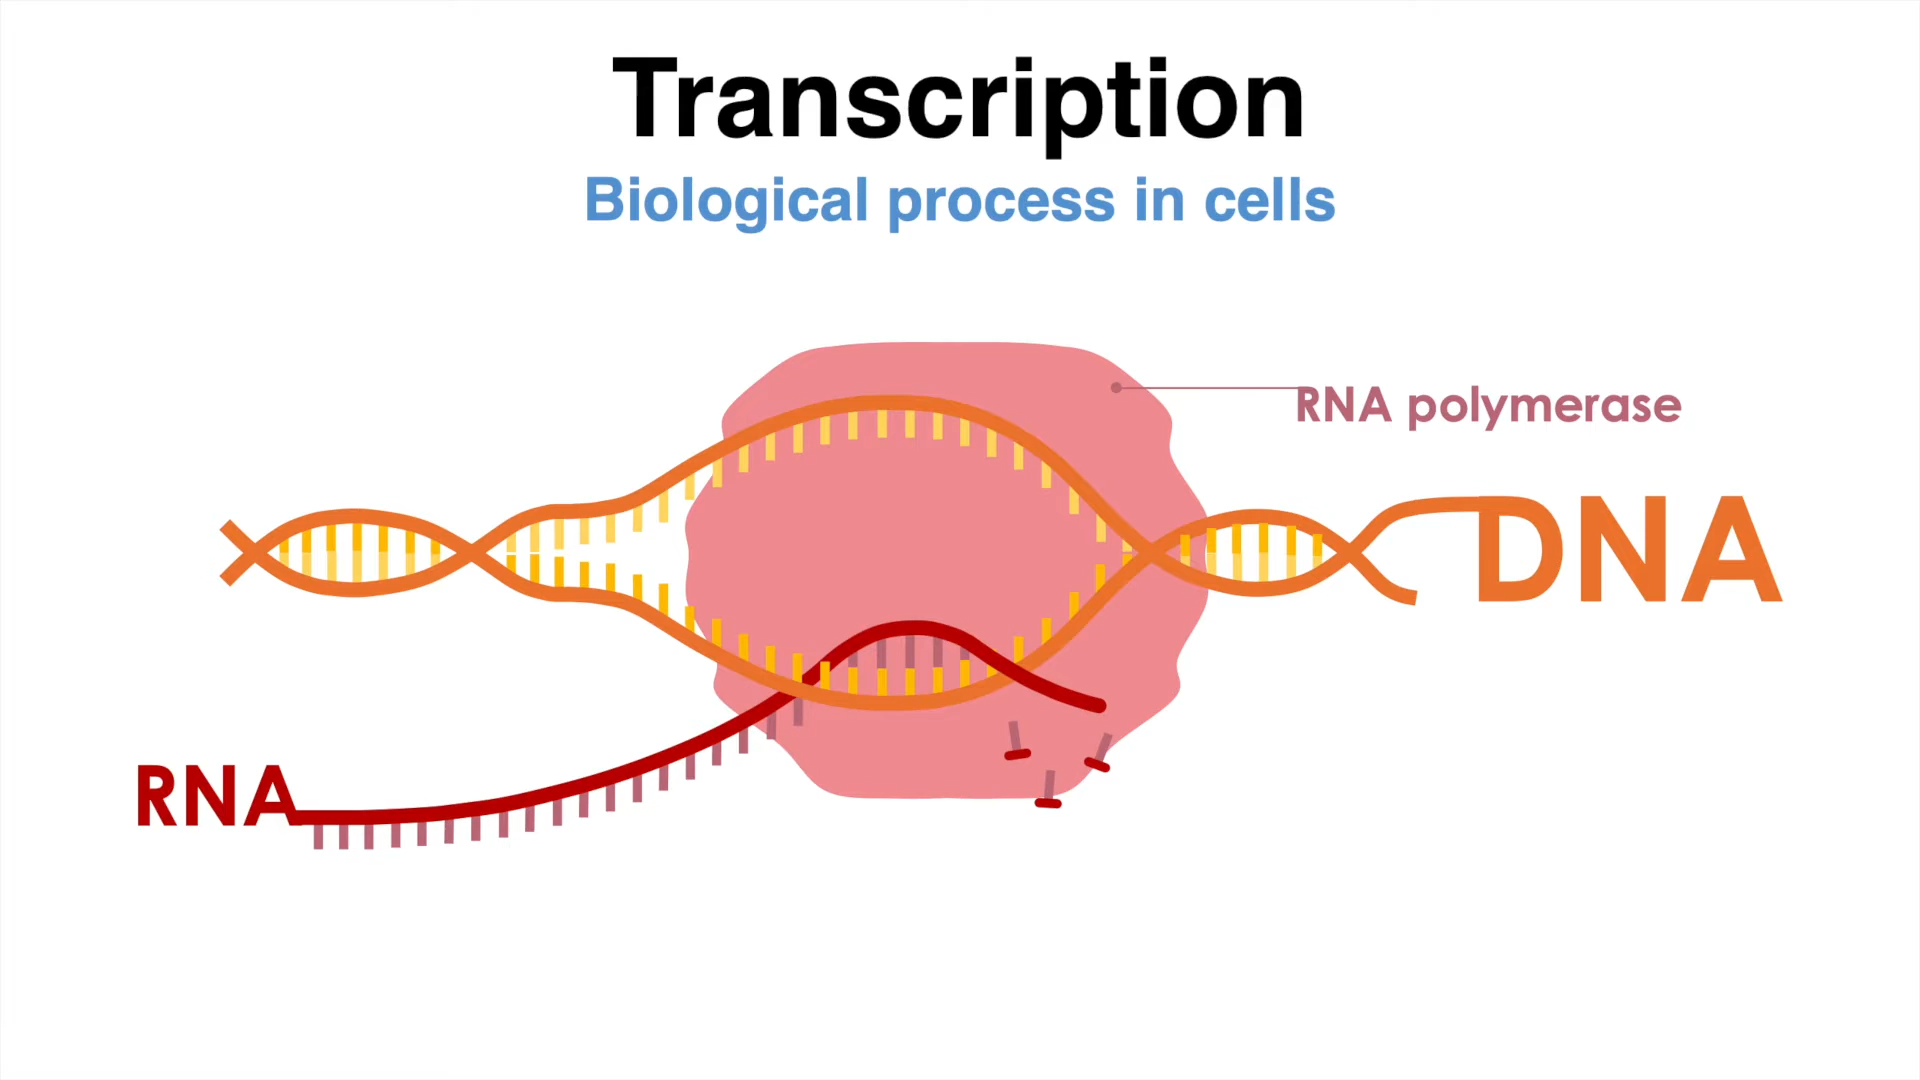 Transcription
Biological process in cells
RNA polymerase
DNA
RNA